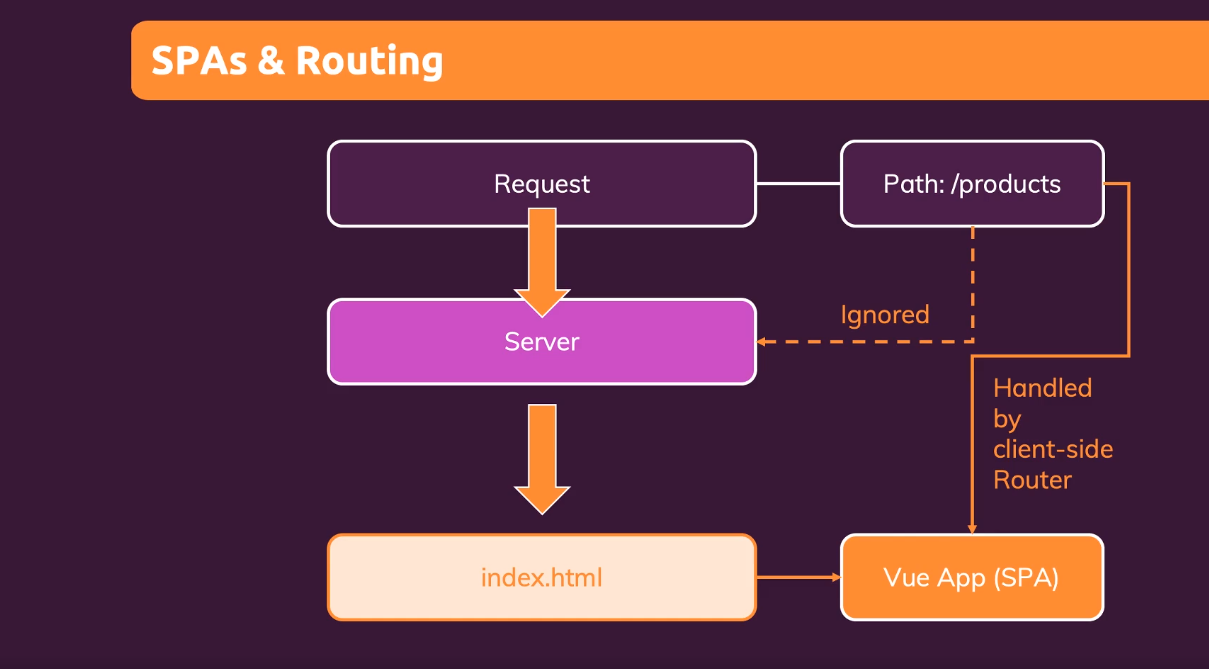 SPAs & Routing
Request
Path: /products
Server
Ignored
Handled
by
client-side
Router
index.html
Vue App (SPA)